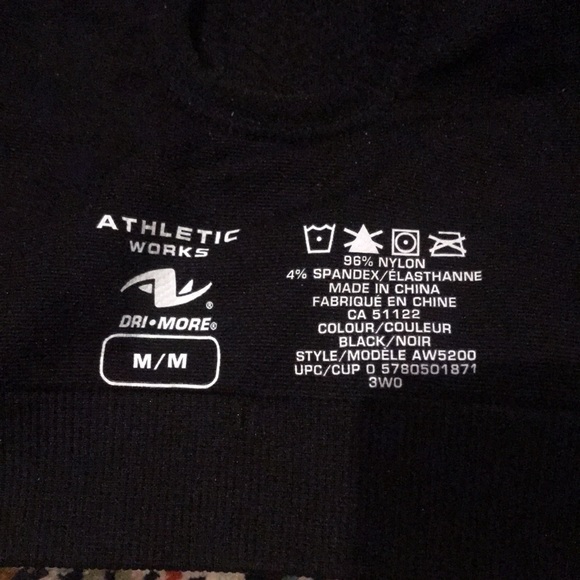 ATHLETIC
WORKS
®
DRI•MORE®
M/M
96% NYLON
4% SPANDEX/ÉLASTHANNE
MADE IN CHINA
FABRIQUÉ EN CHINE
CA 51122
COLOUR/COULEUR
BLACK/NOIR
STYLE/MODÈLE AW5200
UPC/CUP 0 5780501871
3W0